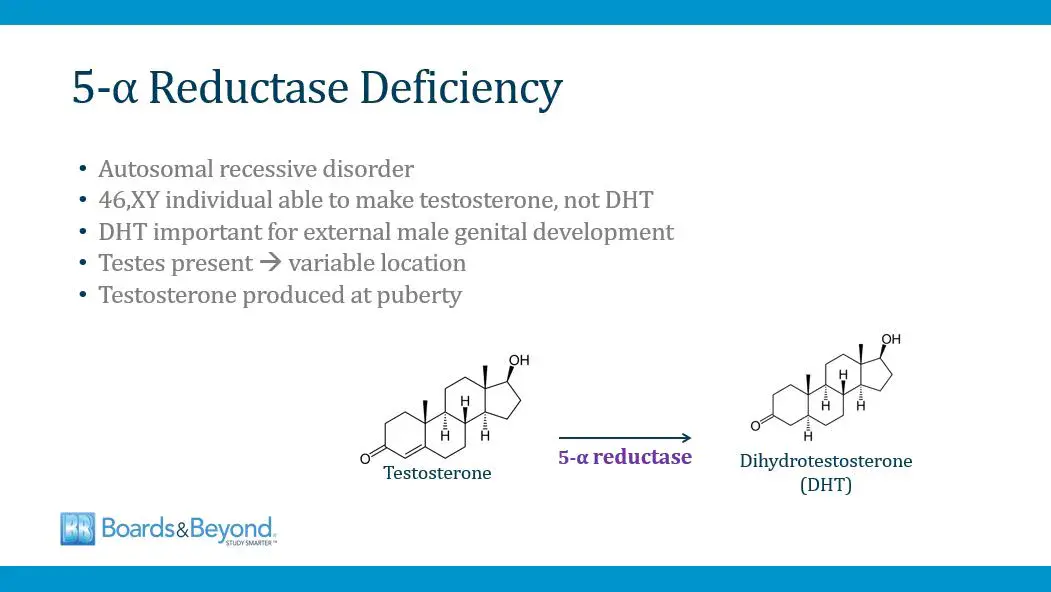 5-α Reductase Deficiency
• Autosomal recessive disorder
• 46,XY individual able to make testosterone, not DHT
• DHT important for external male genital development
• Testes present → variable location
• Testosterone produced at puberty
OH
H
H
H
O
Testosterone
5-α reductase
OH
H
H
H
O
H
Dihydrotestosterone
(DHT)
BB Boards&Beyond.
STUDY SMARTER™